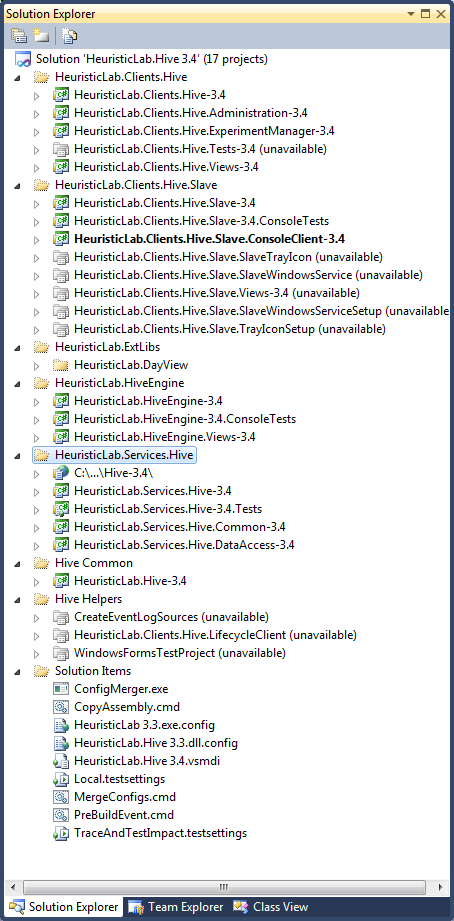 Solution Explorer
Solution 'HeuristicLab.Hive 3.4' (17 projects)
HeuristicLab.Clients.Hive
HeuristicLab.Clients.Hive-3.4
HeuristicLab.Clients.Hive.Administration-3.4
HeuristicLab.Clients.Hive.ExperimentManager-3.4
HeuristicLab.Clients.Hive.Tests-3.4 (unavailable)
HeuristicLab.Clients.Hive.Views-3.4
HeuristicLab.Clients.Hive.Slave
HeuristicLab.Clients.Hive.Slave-3.4
HeuristicLab.Clients.Hive.Slave-3.4.ConsoleTests
HeuristicLab.Clients.Hive.Slave.ConsoleClient-3.4
HeuristicLab.Clients.Hive.Slave.SlaveTrayIcon (unavailable)
HeuristicLab.Clients.Hive.Slave.SlaveWindowsService (unavailable)
HeuristicLab.Clients.Hive.Slave.Views-3.4 (unavailable)
HeuristicLab.Clients.Hive.Slave.SlaveWindowsServiceSetup (unavailable
HeuristicLab.Clients.Hive.Slave.TrayIconSetup (unavailable)
HeuristicLab.ExtLibs
HeuristicLab.DayView
HeuristicLab.HiveEngine
HeuristicLab.HiveEngine-3.4
HeuristicLab.HiveEngine-3.4.ConsoleTests
HeuristicLab.HiveEngine.Views-3.4
HeuristicLab.Services.Hive
C:\...\Hive-3.4\
HeuristicLab.Services.Hive-3.4
HeuristicLab.Services.Hive-3.4.Tests
HeuristicLab.Services.Hive.Common-3.4
HeuristicLab.Services.Hive.DataAccess-3.4
Hive Common
HeuristicLab.Hive-3.4
Hive Helpers
CreateEventLogSources (unavailable)
HeuristicLab.Clients.Hive.LifecycleClient (unavailable)
WindowsFormsTestProject (unavailable)
Solution Items
ConfigMerger.exe
CopyAssembly.cmd
HeuristicLab 3.3.exe.config
HeuristicLab.Hive 3.3.dll.config
HeuristicLab.Hive 3.4.vsmdi
Local.testsettings
MergeConfigs.cmd
PreBuildEvent.cmd
TraceAndTestImpact.testsettings
Solution Explorer Team Explorer Class View